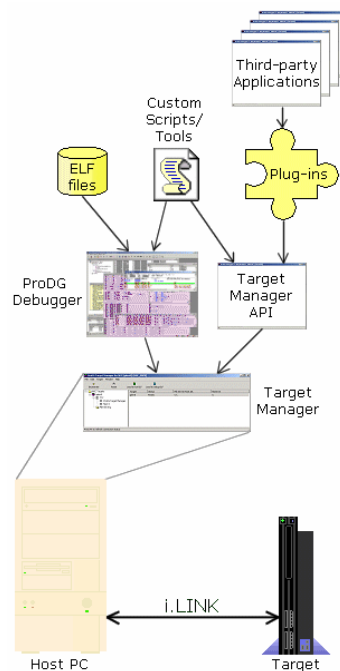 Third-party
Applications
Custom
Scripts/
Tools
ELF
files
Plug-ins
ProDG
Debugger
Target
Manager
API
Target
Manager
i.LINK
Host PC
Target